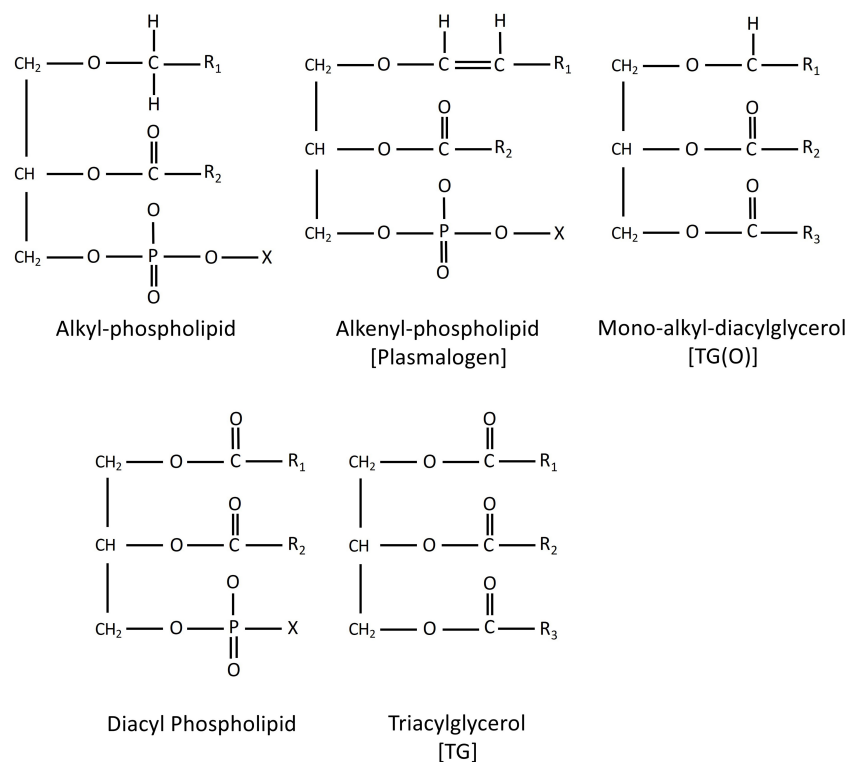 H
CH2 O C R1
H
O
CH O C R2
O
CH2 O P O X
O
Alkyl-phospholipid
H H
CH2 O C C R1
O
CH O C R2
O
CH2 O P O X
O
Alkenyl-phospholipid
[Plasmalogen]
H
CH2 O C R1
O
CH O C R2
O
CH2 O C R3
Mono-alkyl-diacylglycerol
[TG(O)]
O
CH2 O C R1
O
CH O C R2
O
CH2 O P X
O
Diacyl Phospholipid
O
CH2 O C R1
O
CH O C R2
O
CH2 O C R3
Triacylglycerol
[TG]